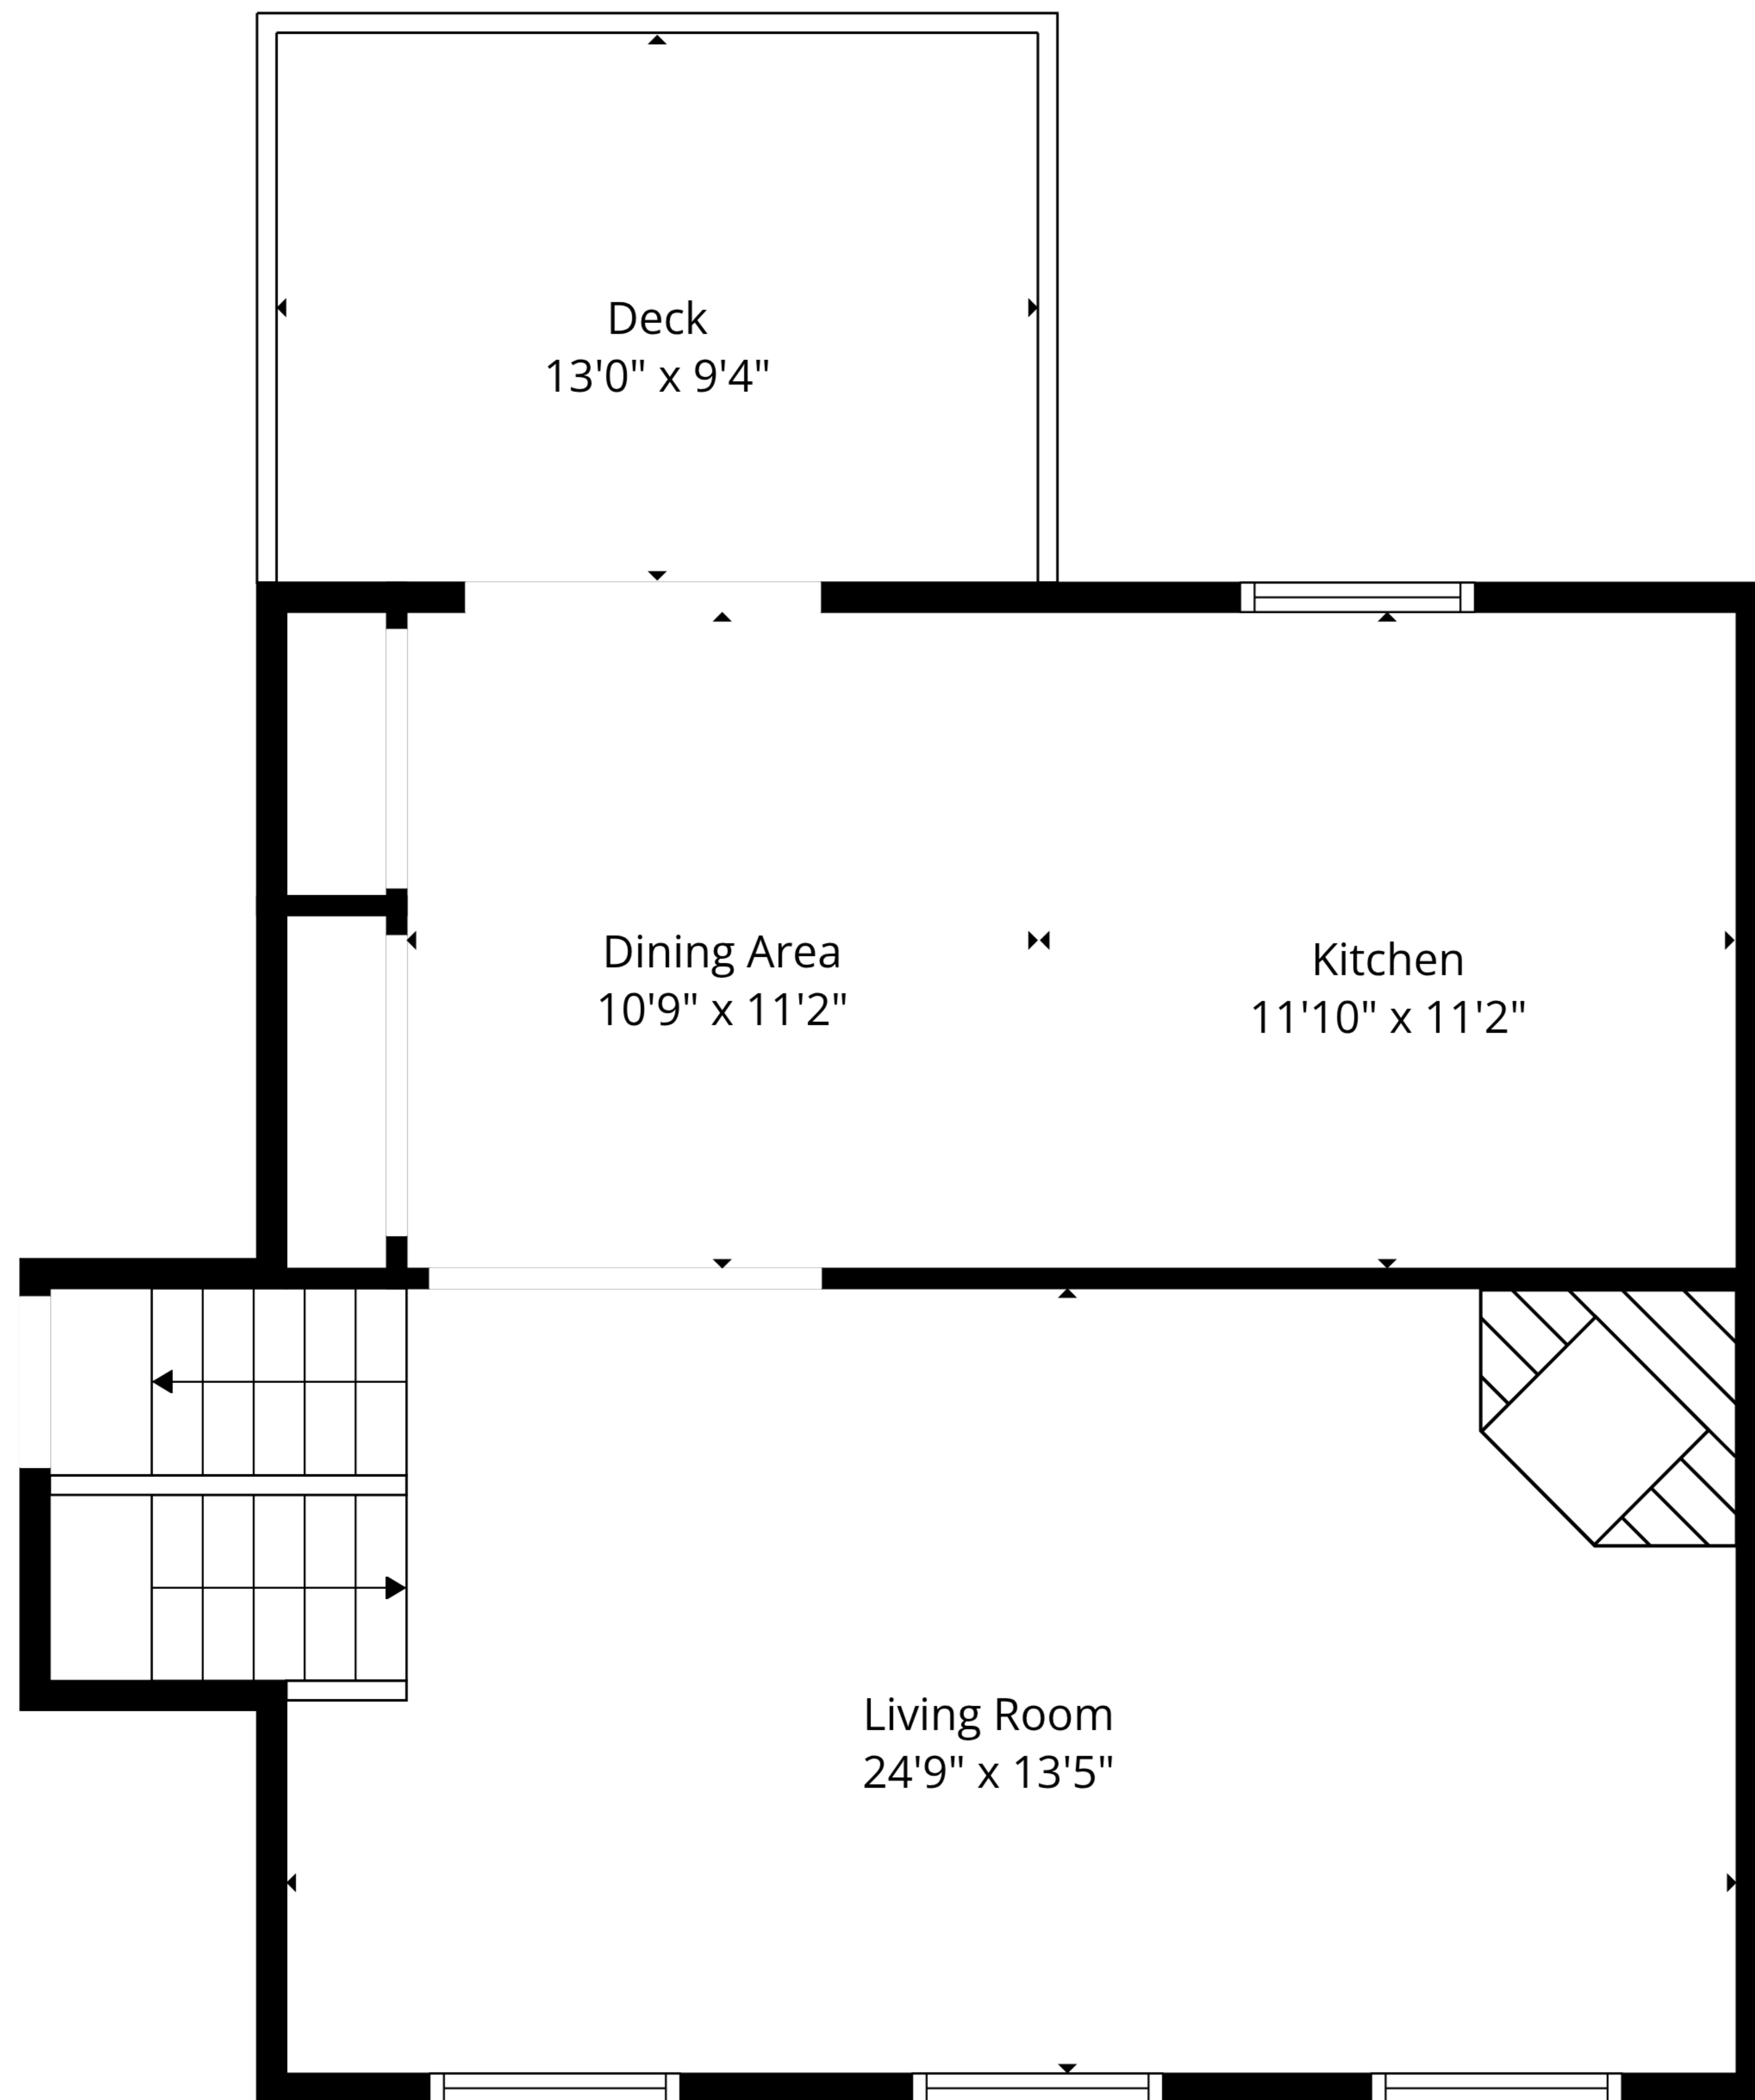 Deck
13'0" x 9'4"
Dining Area
10'9" x 11'2"
Kitchen
11'10" x 11'2"
Living Room
24'9" x 13'5"